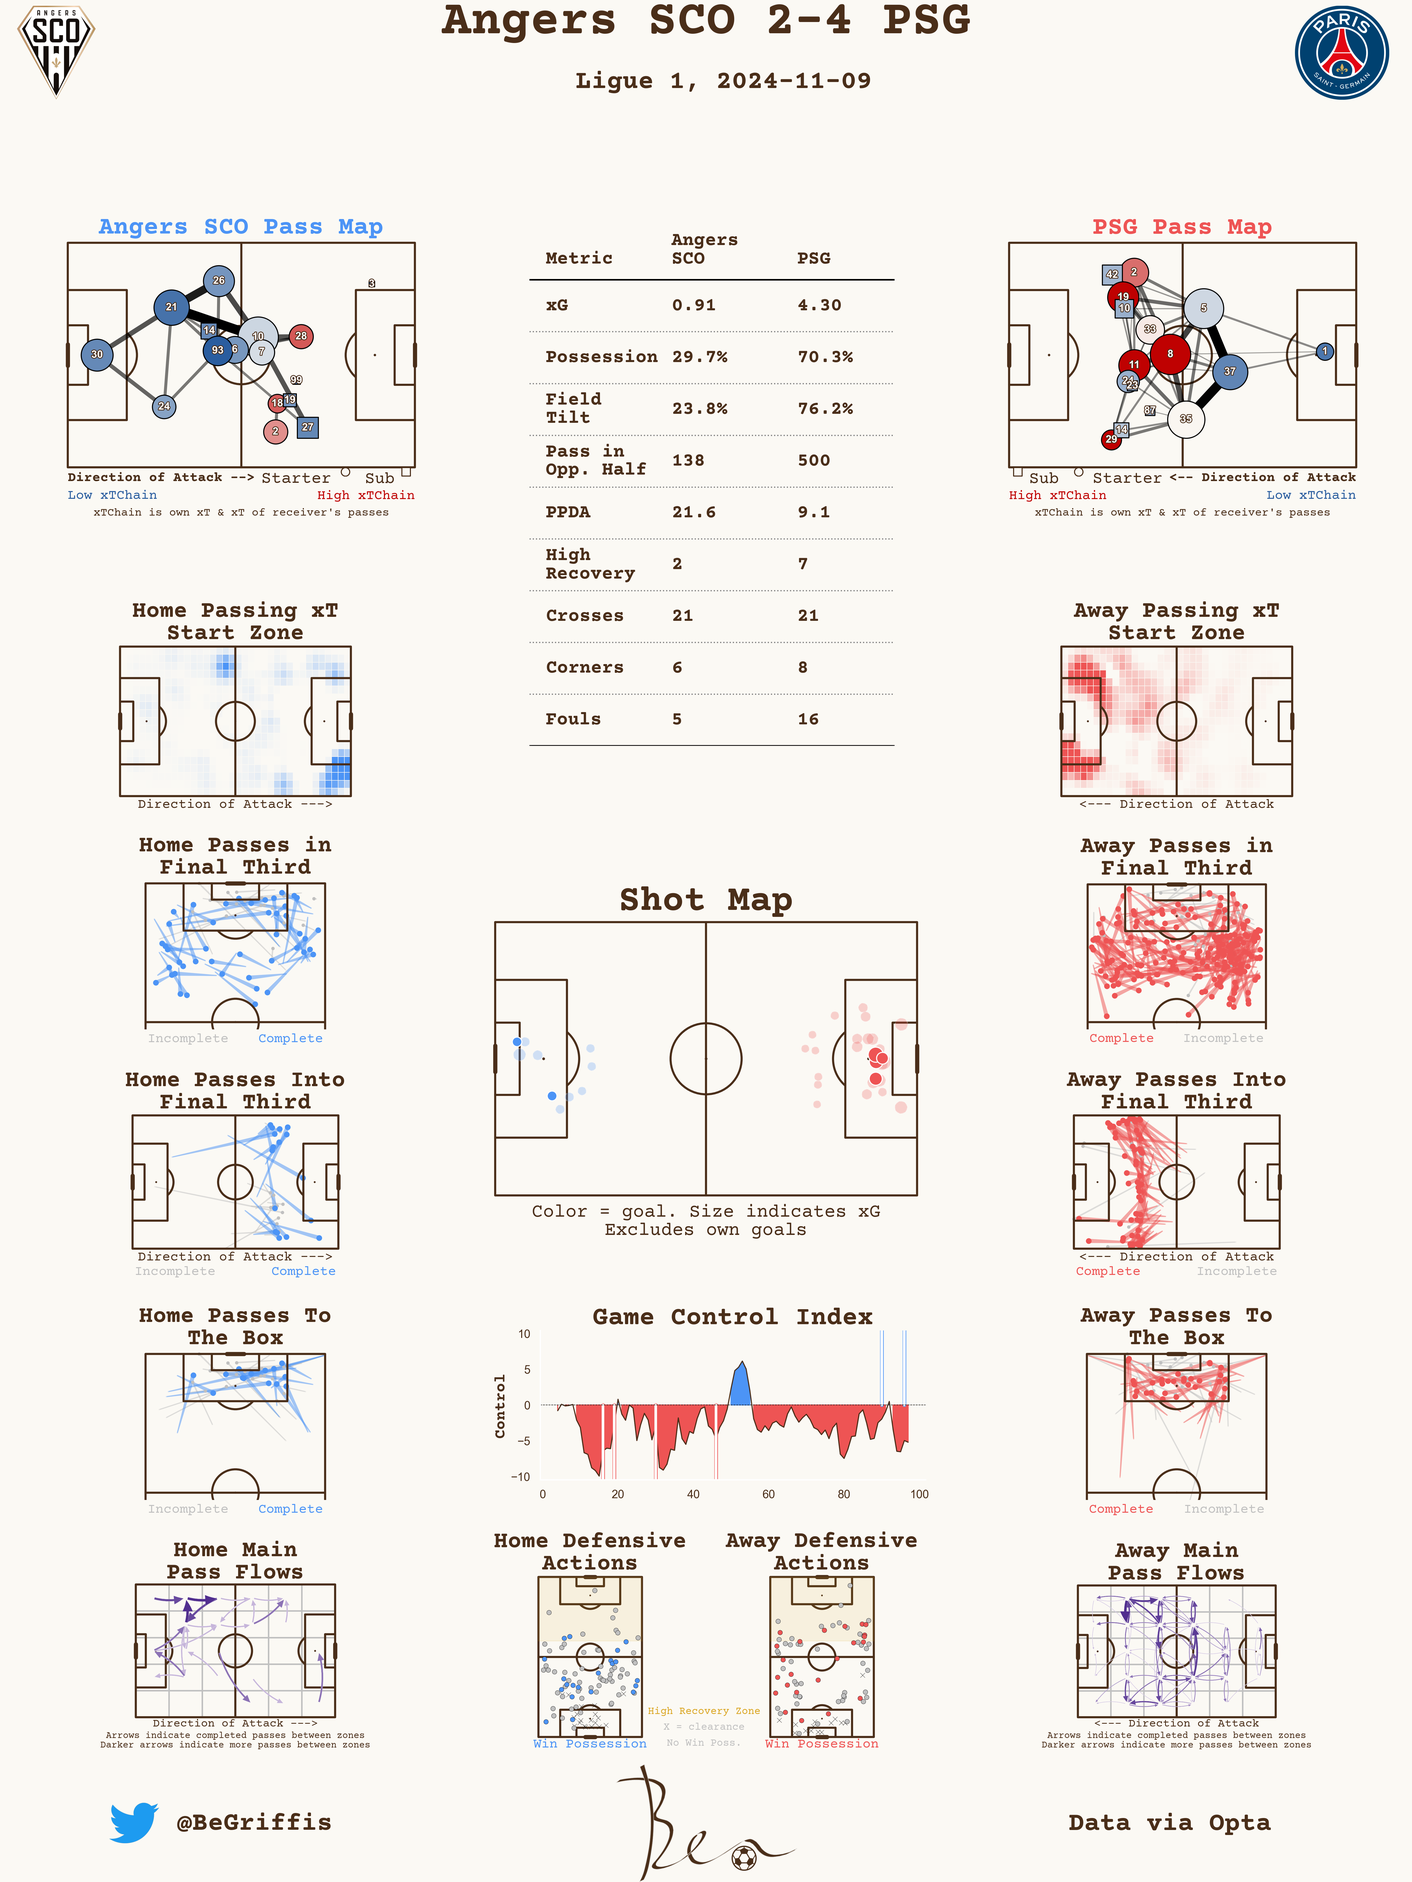 Angers SCO 2-4 PSG
Ligue 1, 2024-11-09
ANGERS
SCO
PARIS
SAINT-GERMAIN
Angers SCO Pass Map
26
21
14
10
28
93
6
7
30
3
99
24
18
19
27
2
Direction of Attack --> Starter Sub
Low xTChain High xTChain
xTChain is own xT & xT of receiver's passes
Metric Angers SCO PSG
xG 0.91 4.30
Possession 29.7% 70.3%
Field Tilt 23.8% 76.2%
Pass in Opp. Half 138 500
PPDA 21.6 9.1
High Recovery 2 7
Crosses 21 21
Corners 6 8
Fouls 5 16
PSG Pass Map
42
2
19
10
5
33
8
1
11
37
24
23
87
35
14
29
Sub Starter <-- Direction of Attack
High xTChain Low xTChain
xTChain is own xT & xT of receiver's passes
Home Passing xT
Start Zone
Direction of Attack --->
Away Passing xT
Start Zone
<--- Direction of Attack
Home Passes in
Final Third
Incomplete Complete
Shot Map
Color = goal. Size indicates xG
Excludes own goals
Away Passes in
Final Third
Complete Incomplete
Home Passes Into
Final Third
Direction of Attack --->
Incomplete Complete
Away Passes Into
Final Third
<--- Direction of Attack
Complete Incomplete
Home Passes To
The Box
Incomplete Complete
Game Control Index
Control
10
5
0
−5
−10
0 20 40 60 80 100
Away Passes To
The Box
Complete Incomplete
Home Main
Pass Flows
Direction of Attack --->
Arrows indicate completed passes between zones
Darker arrows indicate more passes between zones
Home Defensive
Actions
Win Possession
High Recovery Zone
X = clearance
No Win Poss.
Away Defensive
Actions
Win Possession
Away Main
Pass Flows
<--- Direction of Attack
Arrows indicate completed passes between zones
Darker arrows indicate more passes between zones
@BeGriffis
Ben
Data via Opta